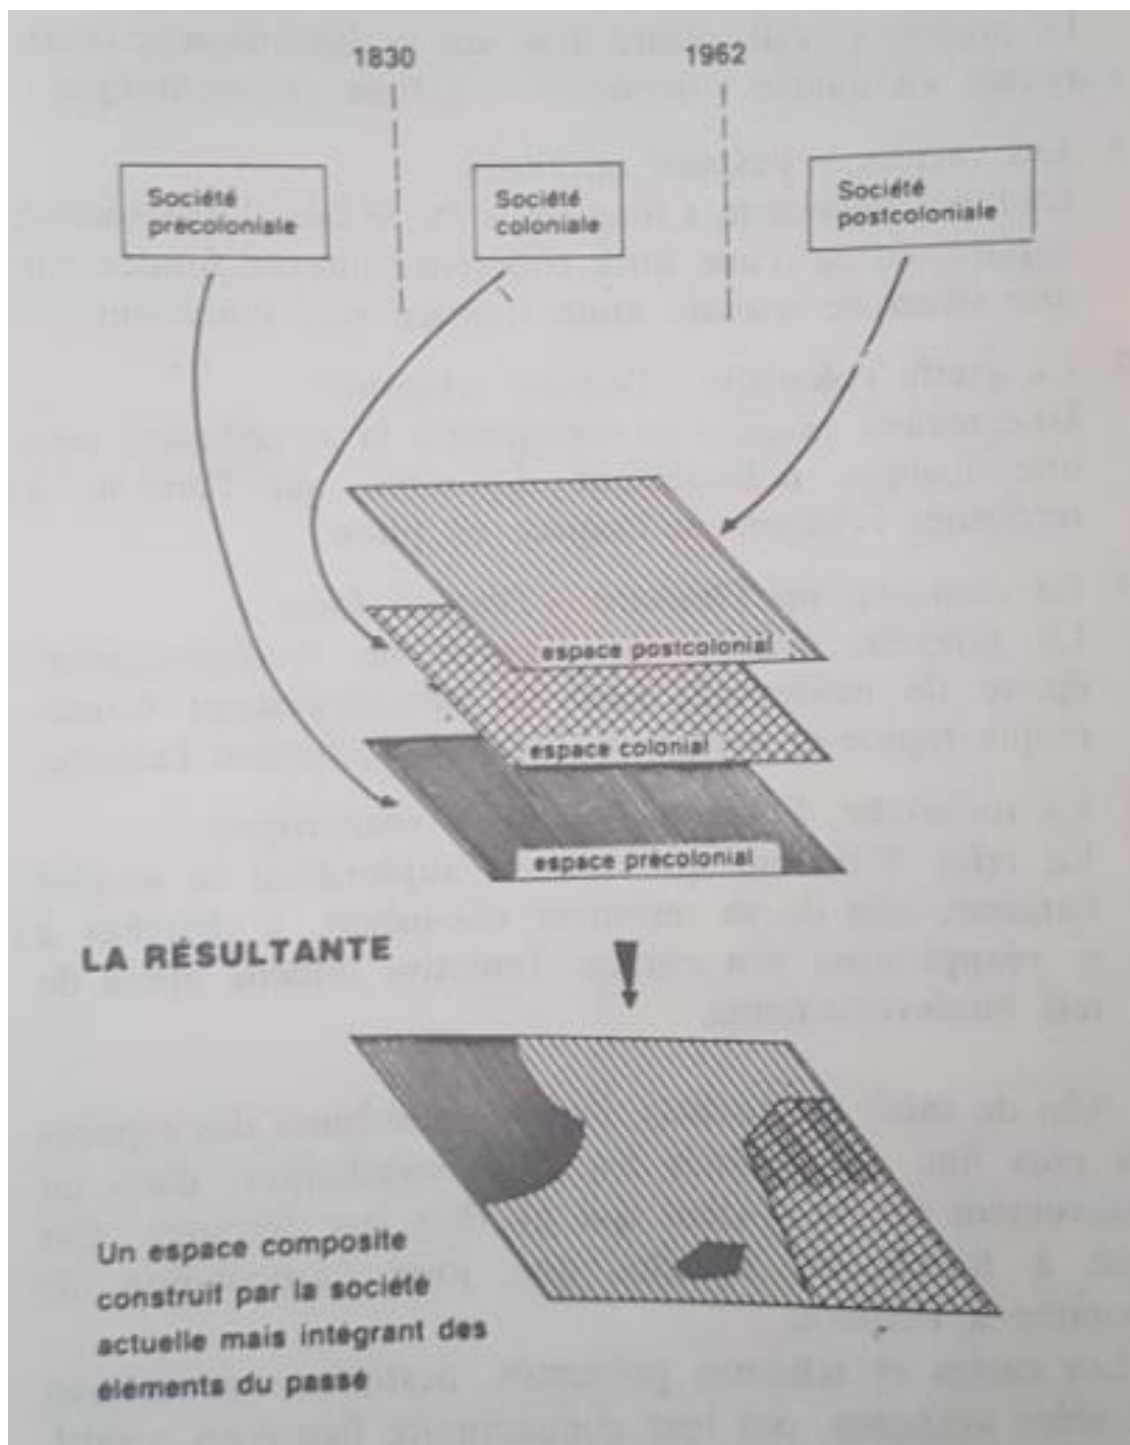 1830
1962
Société
précoloniale
Société
coloniale
Société
postcoloniale
espace postcolonial
espace colonial
espace précolonial
LA RÉSULTANTE
Un espace composite
construit par la société
actuelle mais intégrant des
éléments du passé